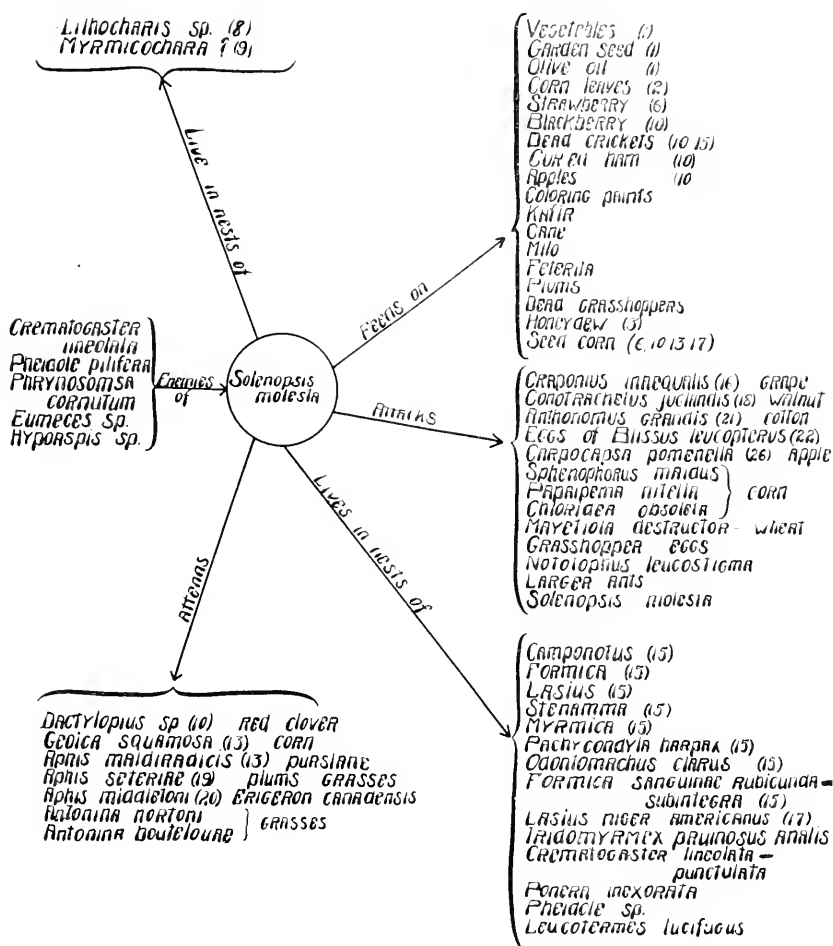 Lithocharis sp. (8)
Myrmicochara ? (9)
Live in nests of
Vegetables (1)
Garden seed (1)
Olive oil (1)
Corn leaves (2)
Strawberry (6)
Blackberry (10)
Dead crickets (10 15)
Cured ham (10)
Apples 10
Coloring paints
Kafir
Cane
Milo
Feterita
Plums
Dead grasshoppers
Honeydew (3)
Seed corn (6, 10 13 17)
Feeds on
Crematogaster
lineolata
Pheidole pilifera
Phrynosomsa
cornutum
Eumeces sp.
Hypoaspis sp.
Enemies
of
Solenopsis
molesta
Attacks
Craponius inaequalis (16) grape
Conotrachelus juglandis (18) walnut
Anthonomus grandis (21) cotton
Eggs of Blissus leucopterus (22)
Carpocapsa pomenella (26) apple
Sphenophorus maidus
Papaipema nitella } corn
Chloridea obsoleta
Mayetiola destructor - wheat
Grasshopper eggs
Notolophus leucostigma
Larger ants
Solenopsis molesta
Lives in nests of
Camponotus (15)
Formica (15)
Lasius (15)
Stenamma (15)
Myrmica (15)
Pachycondyla harpax (15)
Odontomachus clarus (15)
Formica sanguinae rubicunda-
subintegra (15)
Lasius niger americanus (17)
Iridomyrmex pruinosus analis
Crematogaster lineolata -
punctulata
Ponera inexorata
Pheidole sp.
Leucotermes lucifugus
Attends
Dactylopius sp (10) red clover
Geoica squamosa (13) corn
Aphis maidiradicis (13) purslane
Aphis seteriae (19) plums grasses
Aphis middletoni (20) Erigeron canadensis
Antonina nortoni
Antonina boutelouae } grasses